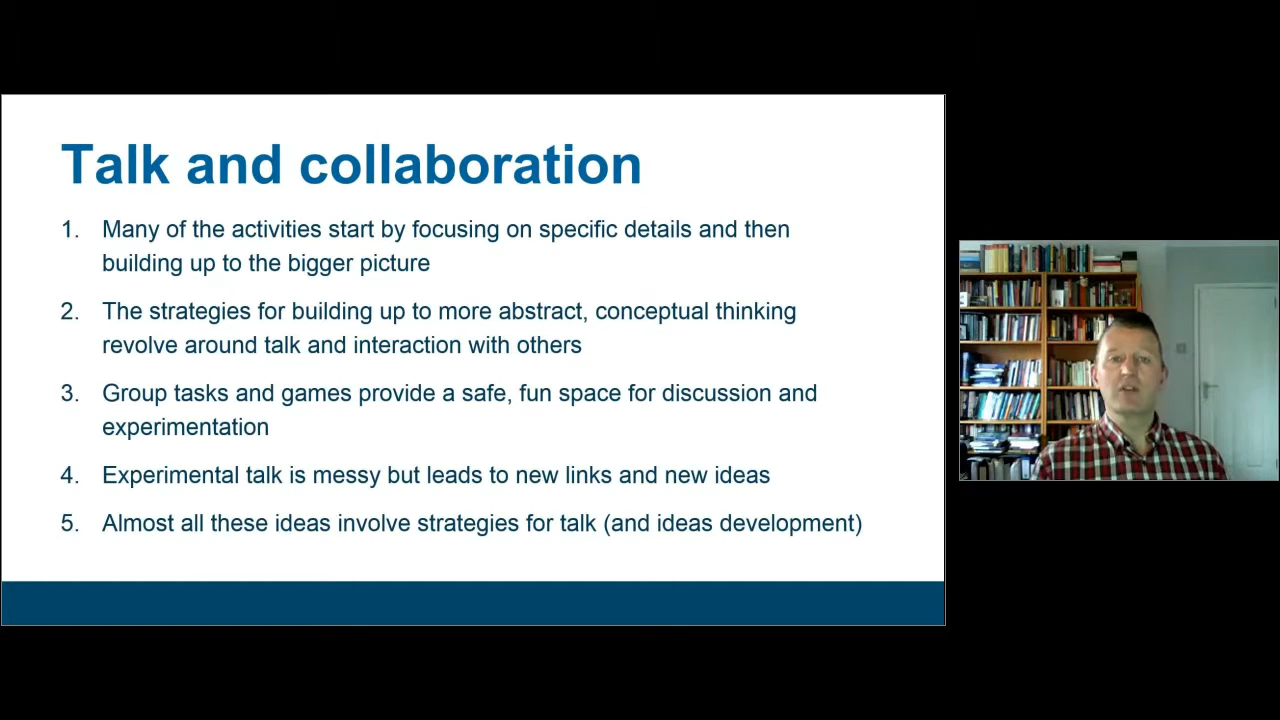 Talk and collaboration
1. Many of the activities start by focusing on specific details and then
building up to the bigger picture
2. The strategies for building up to more abstract, conceptual thinking
revolve around talk and interaction with others
3. Group tasks and games provide a safe, fun space for discussion and
experimentation
4. Experimental talk is messy but leads to new links and new ideas
5. Almost all these ideas involve strategies for talk (and ideas development)